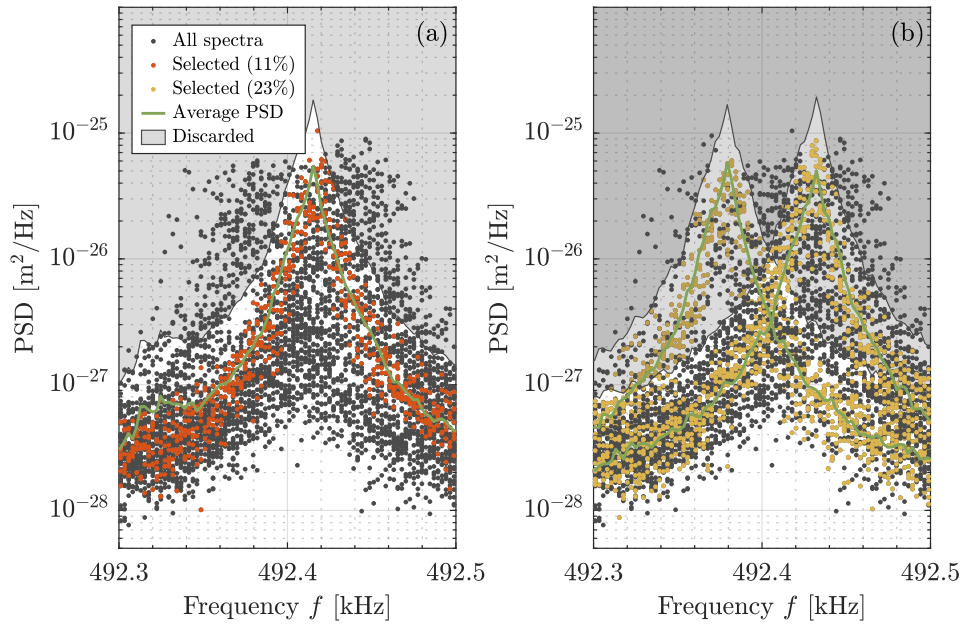 (a)
All spectra
Selected (11%)
Selected (23%)
Average PSD
Discarded
PSD [m²/Hz]
10⁻²⁵
10⁻²⁶
10⁻²⁷
10⁻²⁸
492.3 492.4 492.5
Frequency f [kHz]
(b)
PSD [m²/Hz]
10⁻²⁵
10⁻²⁶
10⁻²⁷
10⁻²⁸
492.3 492.4 492.5
Frequency f [kHz]